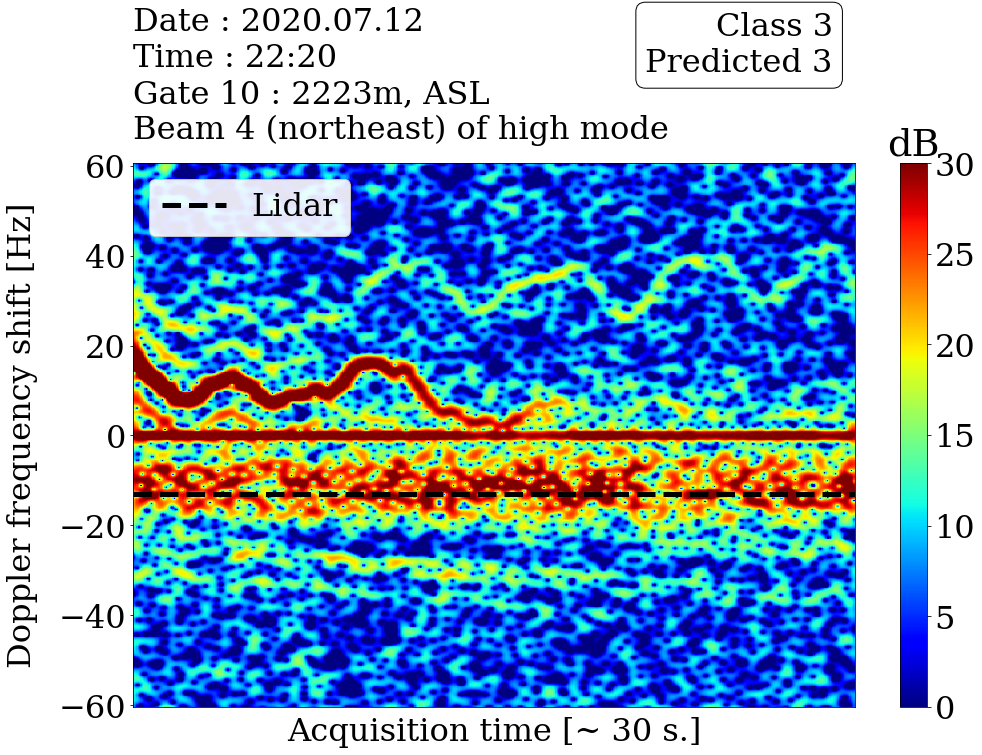 Date : 2020.07.12
Time : 22:20
Gate 10 : 2223m, ASL
Beam 4 (northeast) of high mode
Class 3
Predicted 3
dB
Lidar
60
40
20
0
−20
−40
−60
Doppler frequency shift [Hz]
Acquisition time [~ 30 s.]
30
25
20
15
10
5
0